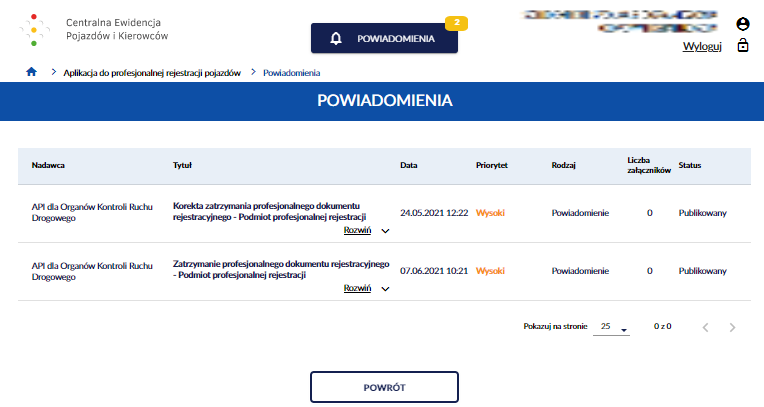 Centralna Ewidencja
Pojazdów i Kierowców
2
POWIADOMIENIA
Wyloguj
Aplikacja do profesjonalnej rejestracji pojazdów
Powiadomienia
POWIADOMIENIA
Nadawca Tytuł Data Priorytet Rodzaj Liczba załączników Status
API dla Organów Kontroli Ruchu
Drogowego
Korekta zatrzymania profesjonalnego dokumentu
rejestracyjnego - Podmiot profesjonalnej rejestracji
Rozwiń
24.05.2021 12:22 Wysoki Powiadomienie 0 Publikowany
API dla Organów Kontroli Ruchu
Drogowego
Zatrzymanie profesjonalnego dokumentu rejestracyjnego
- Podmiot profesjonalnej rejestracji
Rozwiń
07.06.2021 10:21 Wysoki Powiadomienie 0 Publikowany
Pokazuj na stronie 25 0 z 0
POWRÓT